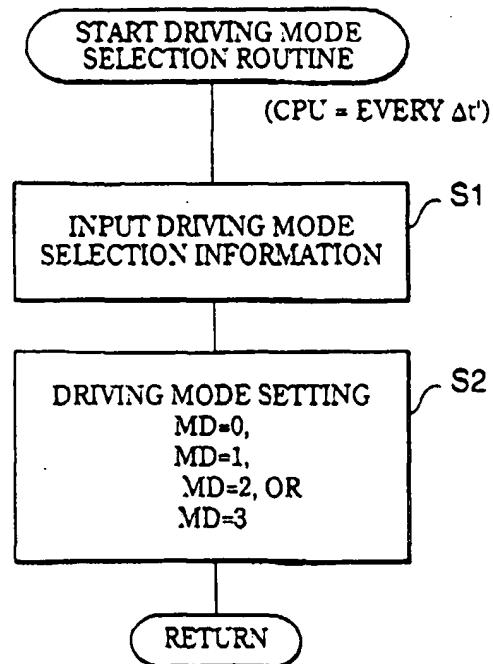 START DRIVING MODE
SELECTION ROUTINE
(CPU = EVERY Δt')
S1
INPUT DRIVING MODE
SELECTION INFORMATION
S2
DRIVING MODE SETTING
MD=0,
MD=1,
MD=2, OR
MD=3
RETURN